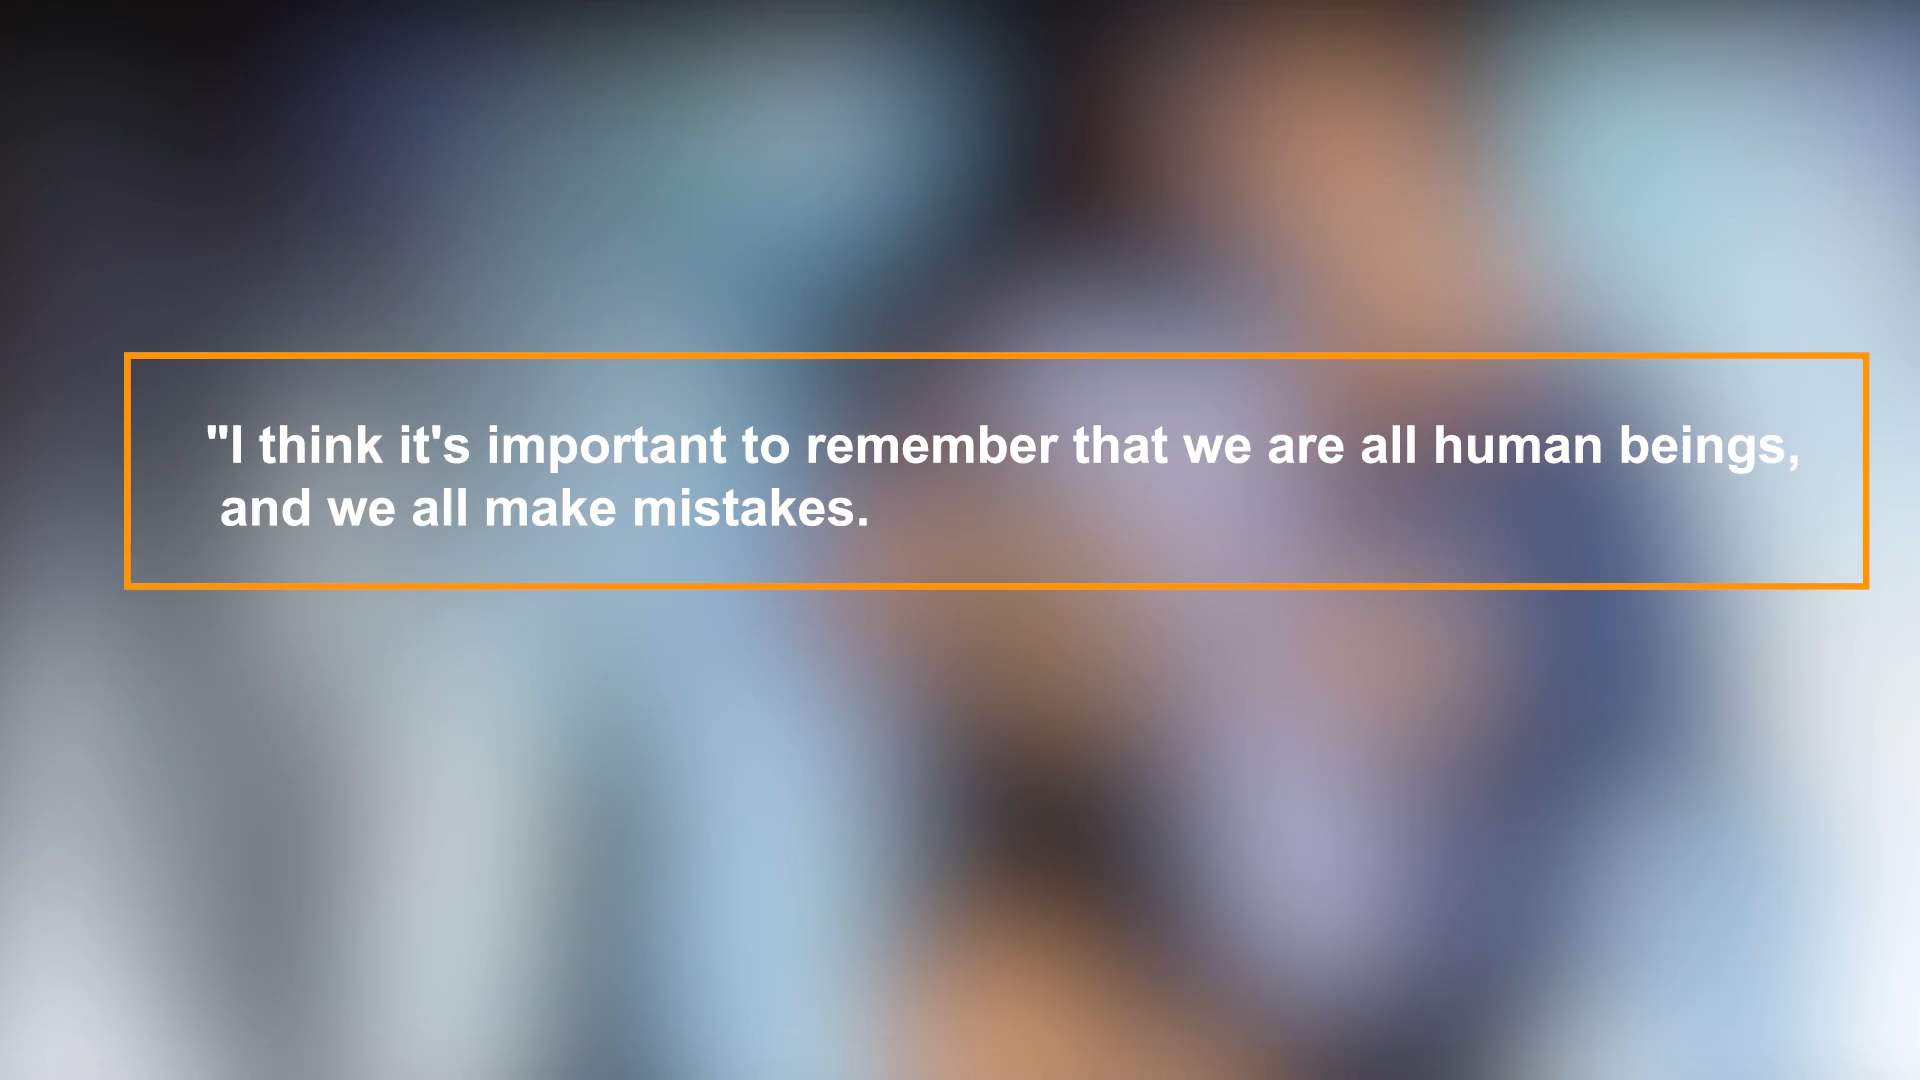 "I think it's important to remember that we are all human beings,
and we all make mistakes.